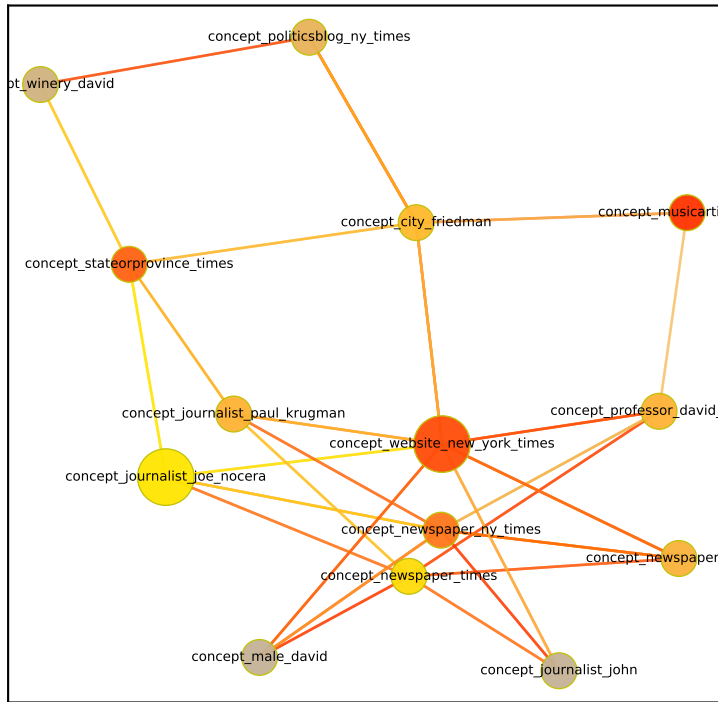 concept_politicsblog_ny_times
pt_winery_david
concept_musicarti
concept_city_friedman
concept_stateorprovince_times
concept_journalist_paul_krugman
concept_professor_david_
concept_website_new_york_times
concept_journalist_joe_nocera
concept_newspaper_ny_times
concept_newspaper
concept_newspaper_times
concept_male_david
concept_journalist_john